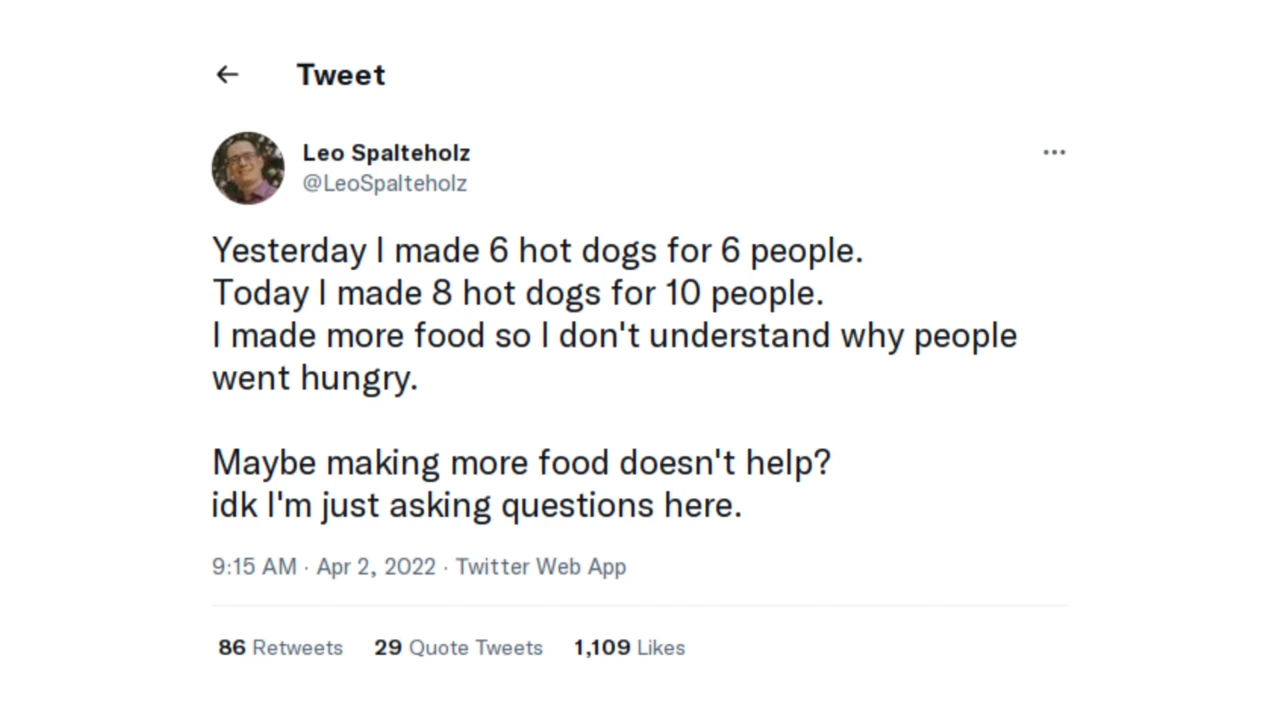 ← Tweet
Leo Spalteholz
@LeoSpalteholz
Yesterday I made 6 hot dogs for 6 people.
Today I made 8 hot dogs for 10 people.
I made more food so I don't understand why people
went hungry.
Maybe making more food doesn't help?
idk I'm just asking questions here.
9:15 AM · Apr 2, 2022 · Twitter Web App
86 Retweets 29 Quote Tweets 1,109 Likes